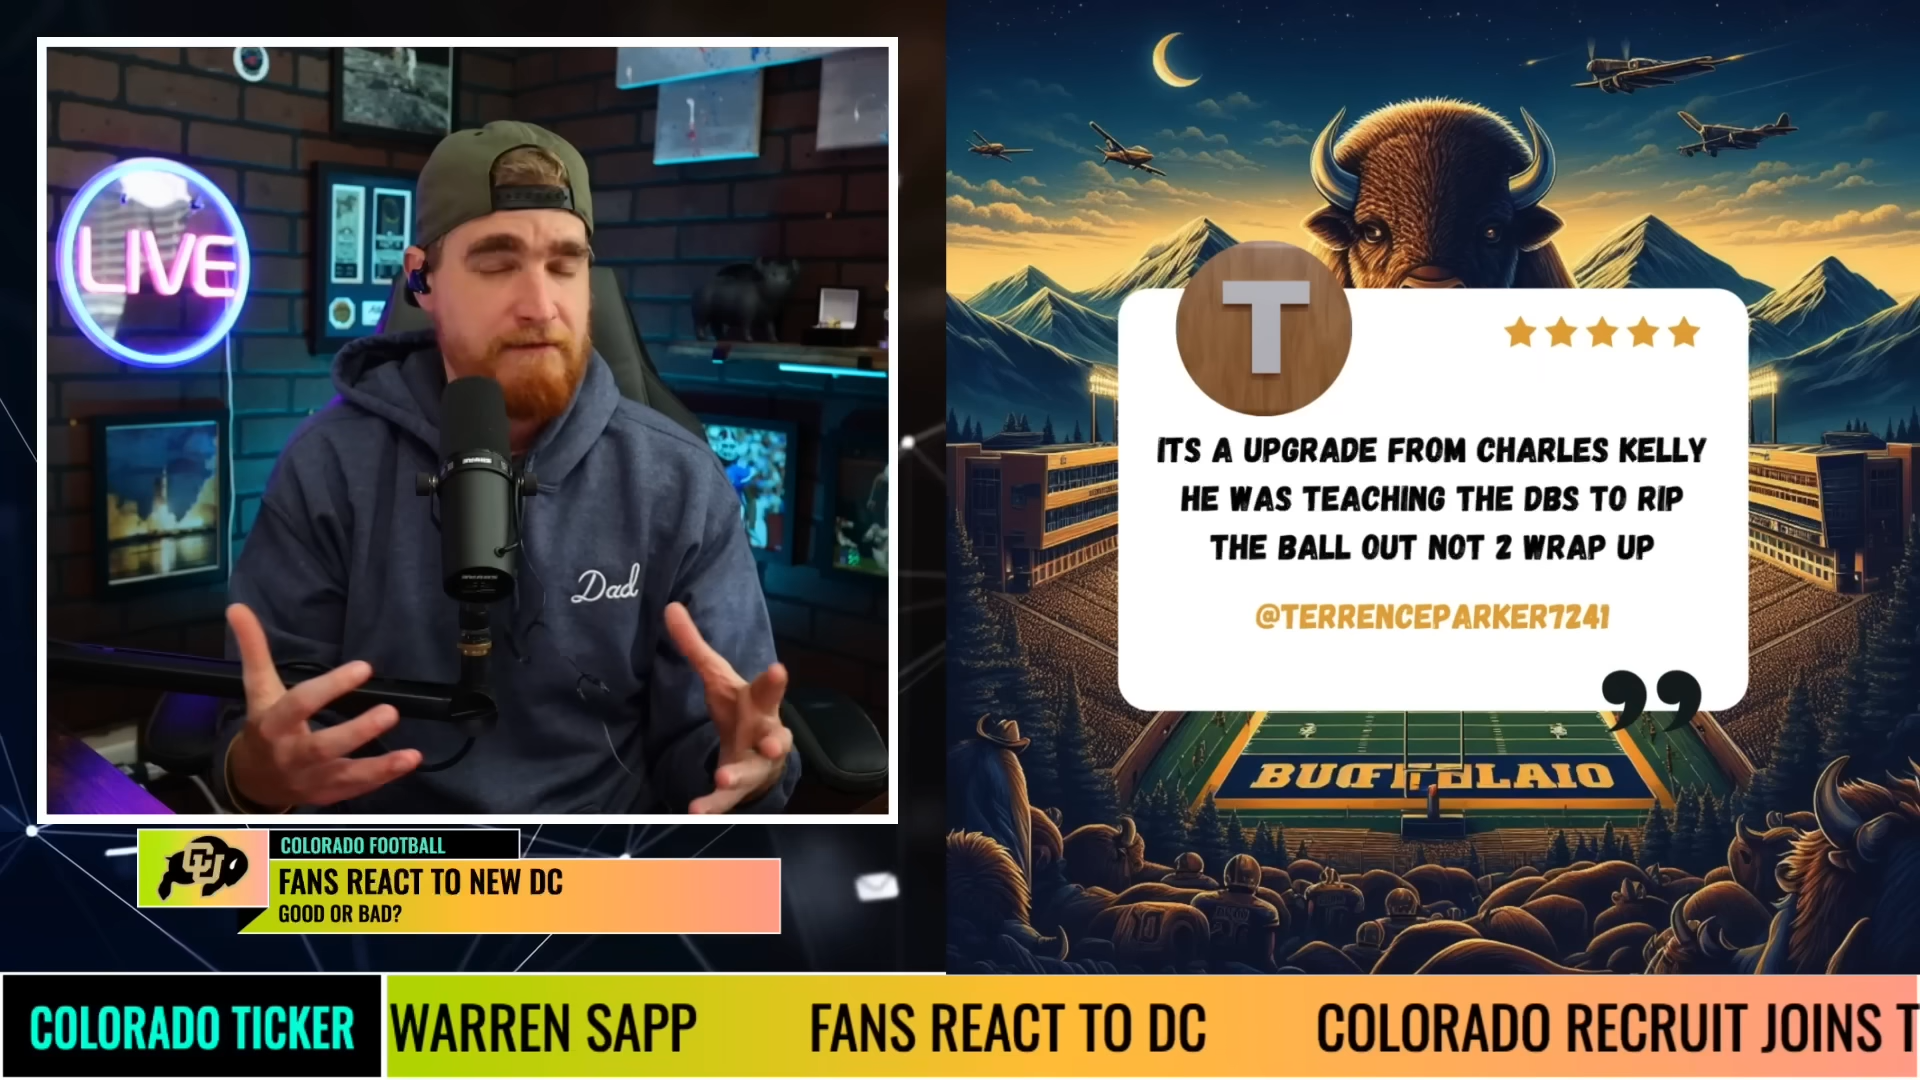 LIVE
Dad
T
ITS A UPGRADE FROM CHARLES KELLY
HE WAS TEACHING THE DBS TO RIP
THE BALL OUT NOT 2 WRAP UP
@TERRENCEPARKER7241
CU
COLORADO FOOTBALL
FANS REACT TO NEW DC
GOOD OR BAD?
COLORADO TICKER
WARREN SAPP FANS REACT TO DC COLORADO RECRUIT JOINS T